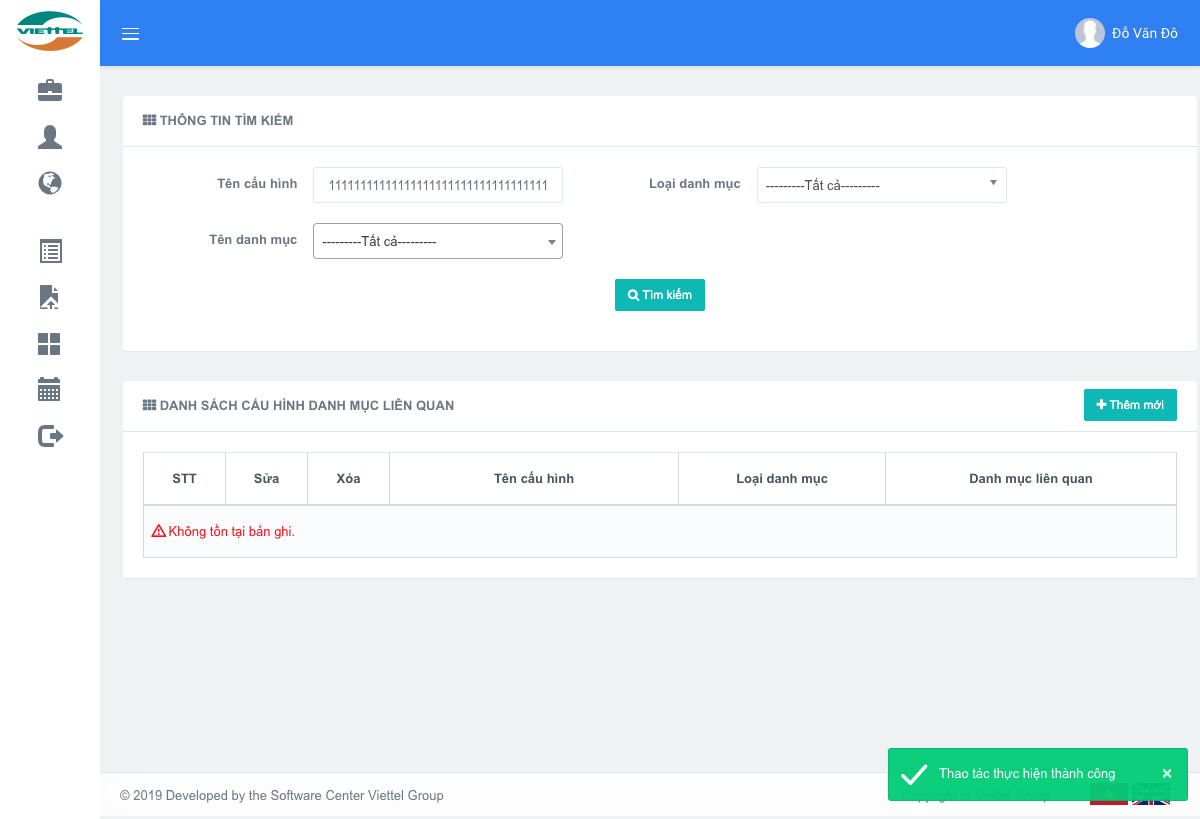 VIETTEL
Đỗ Văn Đô
THÔNG TIN TÌM KIẾM
Tên cấu hình
Loại danh mục
---------Tất cả---------
Tên danh mục
---------Tất cả---------
Tìm kiếm
DANH SÁCH CẤU HÌNH DANH MỤC LIÊN QUAN
Thêm mới
STT Sửa Xóa Tên cấu hình Loại danh mục Danh mục liên quan
Không tồn tại bản ghi.
Thao tác thực hiện thành công ×
© 2019 Developed by the Software Center Viettel Group
Copyright of Viettel Group